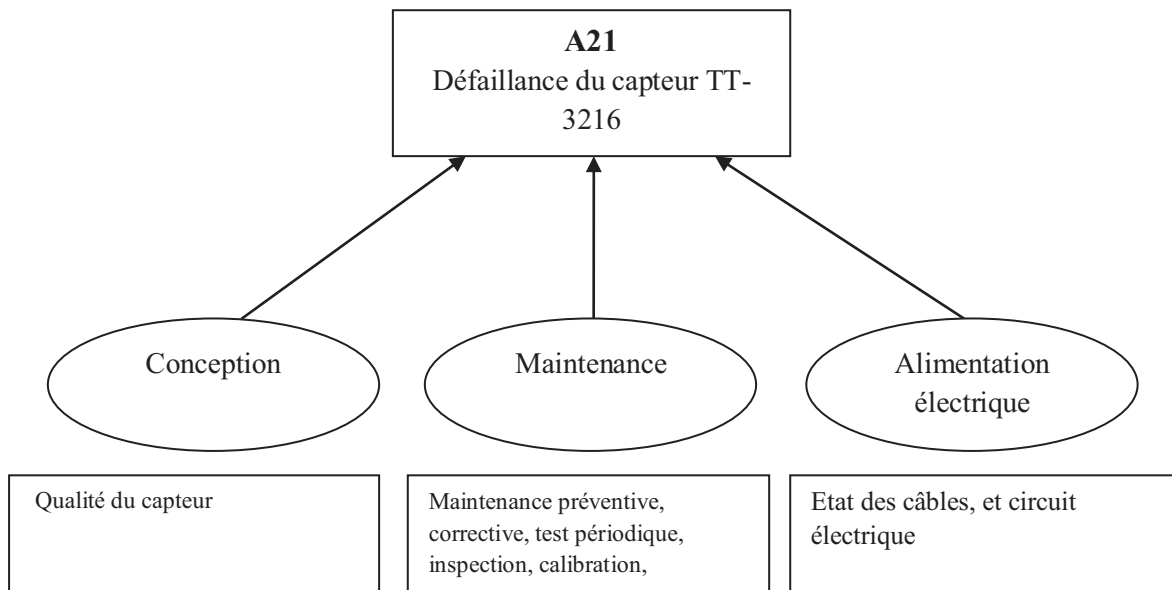 A21
Défaillance du capteur TT-
3216
Conception
Maintenance
Alimentation
électrique
Qualité du capteur
Maintenance préventive,
corrective, test périodique,
inspection, calibration,
Etat des câbles, et circuit
électrique